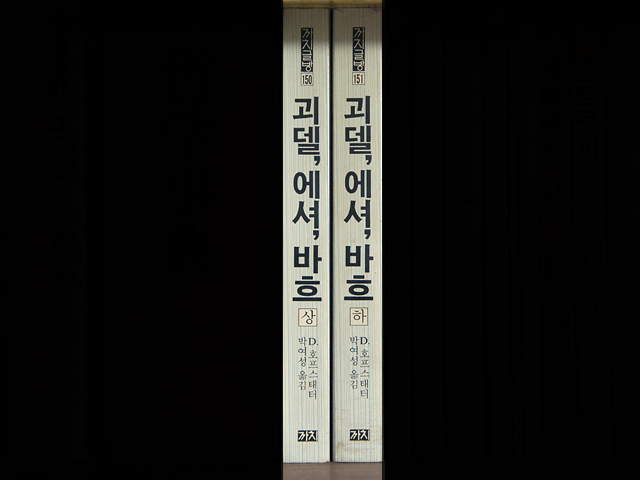 까치글방
150
괴델, 에셔, 바흐
상
D. 호프스태터
박여성 옮김
까치
까치글방
151
괴델, 에셔, 바흐
하
D. 호프스태터
박여성 옮김
까치